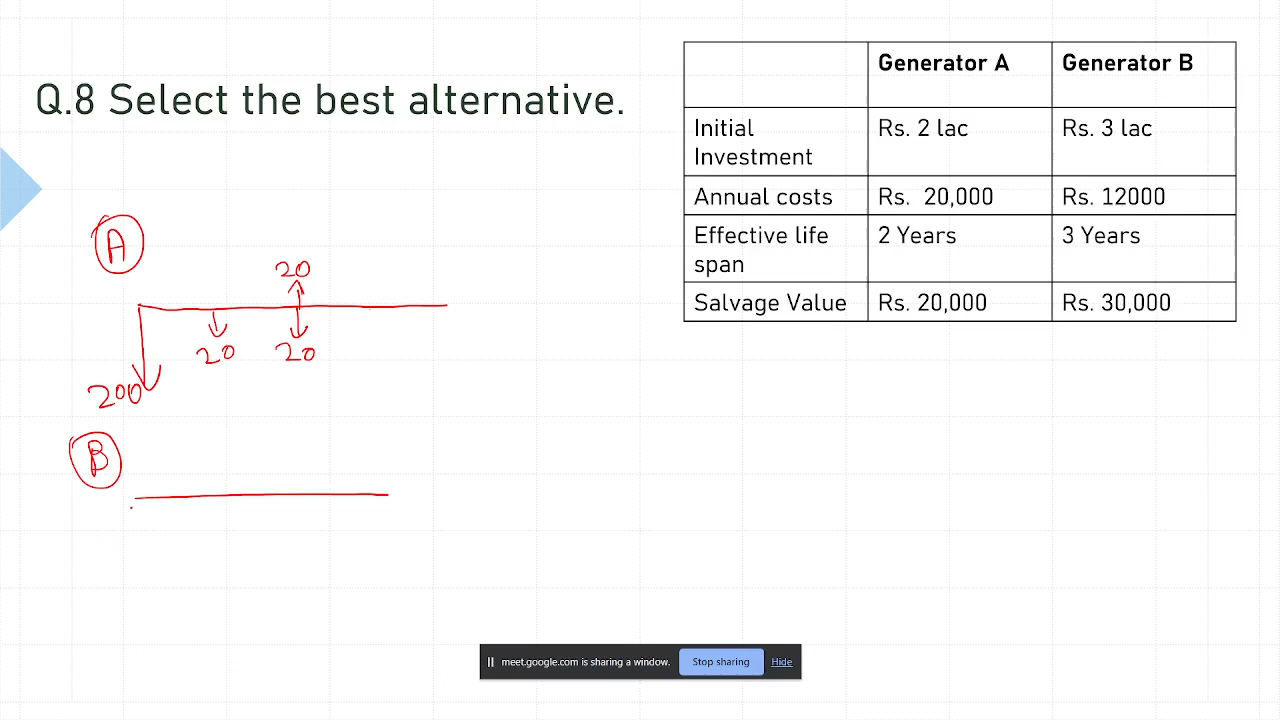 Q.8 Select the best alternative.
Generator A Generator B
Initial Investment Rs. 2 lac Rs. 3 lac
Annual costs Rs. 20,000 Rs. 12000
Effective life span 2 Years 3 Years
Salvage Value Rs. 20,000 Rs. 30,000
A
20
20 20
200
B
meet.google.com is sharing a window. Stop sharing Hide